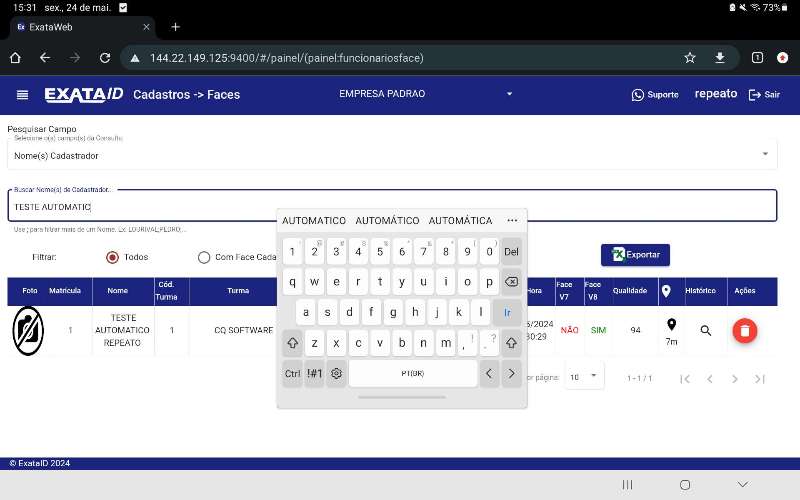 15:31 sex., 24 de mai. 73%
ExataWeb
144.22.149.125:9400/#/painel/(painel:funcionariosface) 1
EXATAID Cadastros -> Faces EMPRESA PADRAO Suporte repeato Sair
Pesquisar Campo
Selecione o(s) campo(s) da Consulta
Nome(s) Cadastrador
Buscar Nome(s) de Cadastrador...
TESTE AUTOMATIC
Use ; para filtrar mais de um Nome. Ex: LOURIVAL;PEDRO;...
AUTOMATICO AUTOMÁTICO AUTOMÁTICA ...
1 2 3 4 5 6 7 8 9 0 Del
q w e r t y u i o p
a s d f g h j k l Ir
z x c v b n m , ! . ?
Ctrl !#1 PT(BR) < >
Filtrar: Todos Com Face Cada
Exportar
Foto Matrícula Nome Cód. Turma Turma Hora Face V7 Face V8 Qualidade Histórico Ações
1 TESTE AUTOMATICO REPEATO 1 CQ SOFTWARE 5/2024 30:29 NÃO SIM 94 7m
or página: 10 1 - 1 / 1
© ExataID 2024